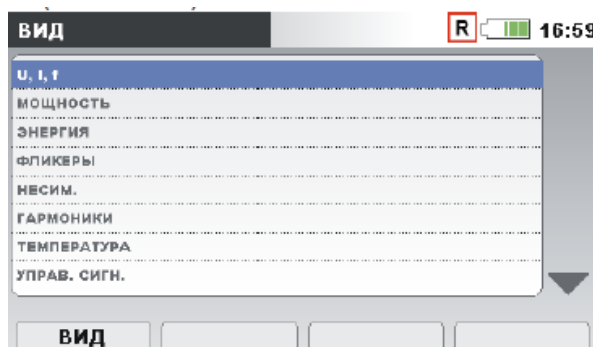 ВИД R 16:59
U, I, f
МОЩНОСТЬ
ЭНЕРГИЯ
ФЛИКЕРЫ
НЕСИМ.
ГАРМОНИКИ
ТЕМПЕРАТУРА
УПРАВ. СИГН.
ВИД